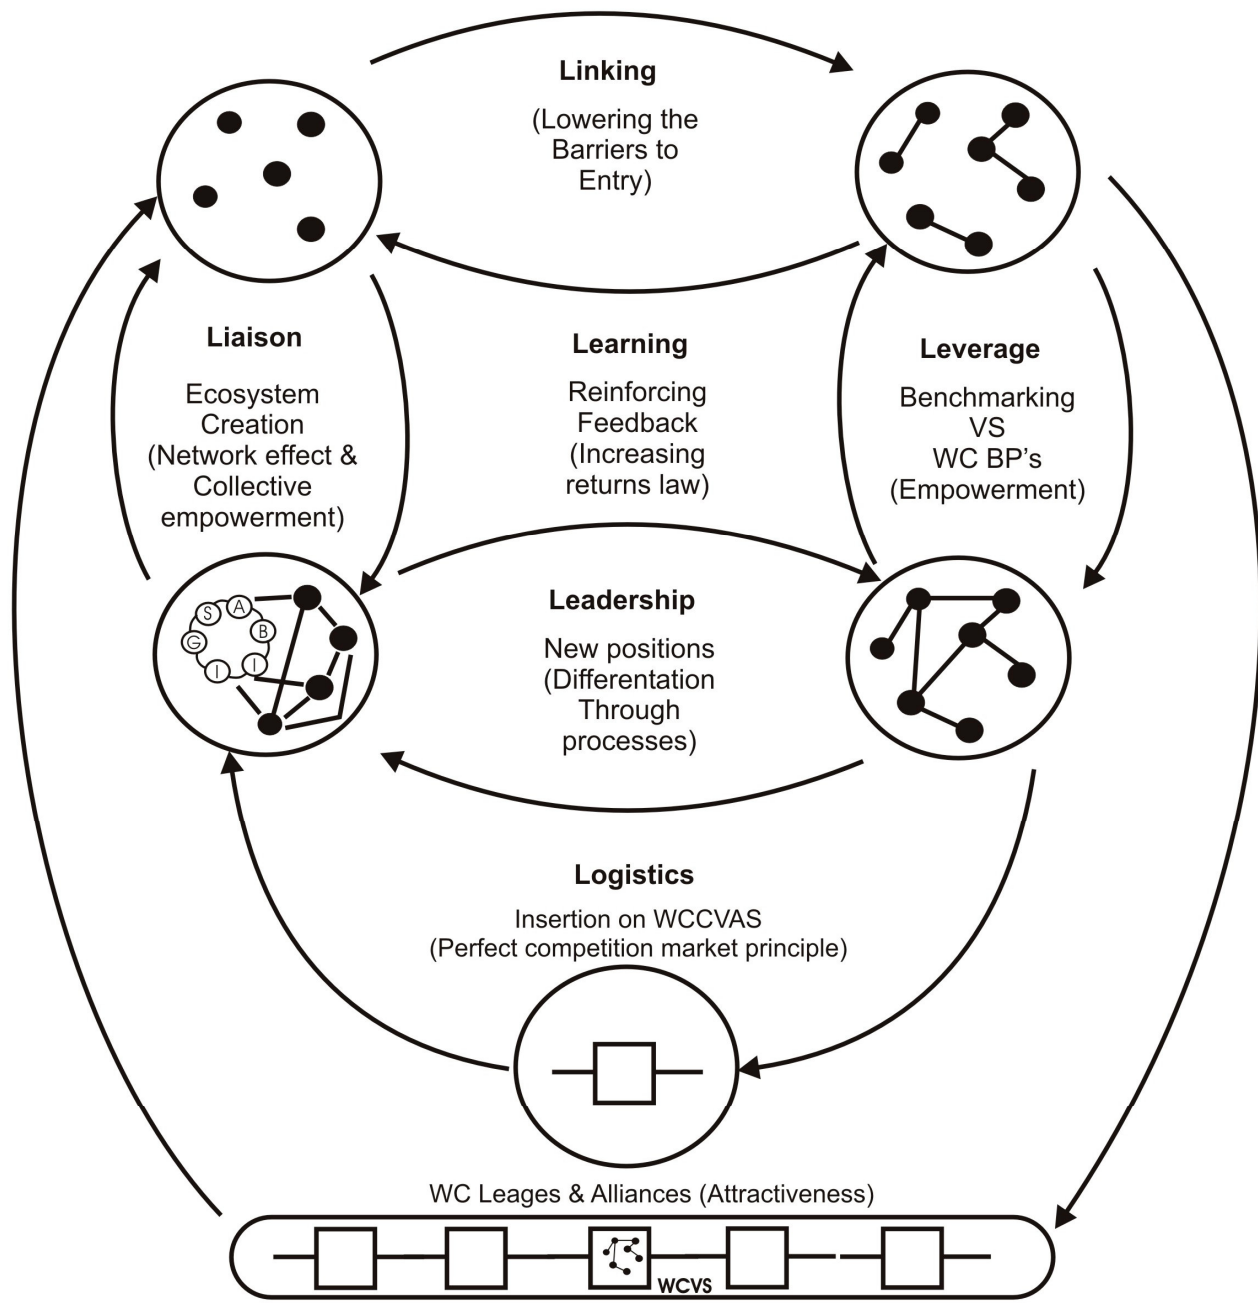 Linking
(Lowering the
Barriers to
Entry)
Liaison
Ecosystem
Creation
(Network effect &
Collective
empowerment)
Learning
Reinforcing
Feedback
(Increasing
returns law)
Leverage
Benchmarking
VS
WC BP's
(Empowerment)
S A
G B
I I
Leadership
New positions
(Differentation
Through
processes)
Logistics
Insertion on WCCVAS
(Perfect competition market principle)
WC Leages & Alliances (Attractiveness)
WCVS